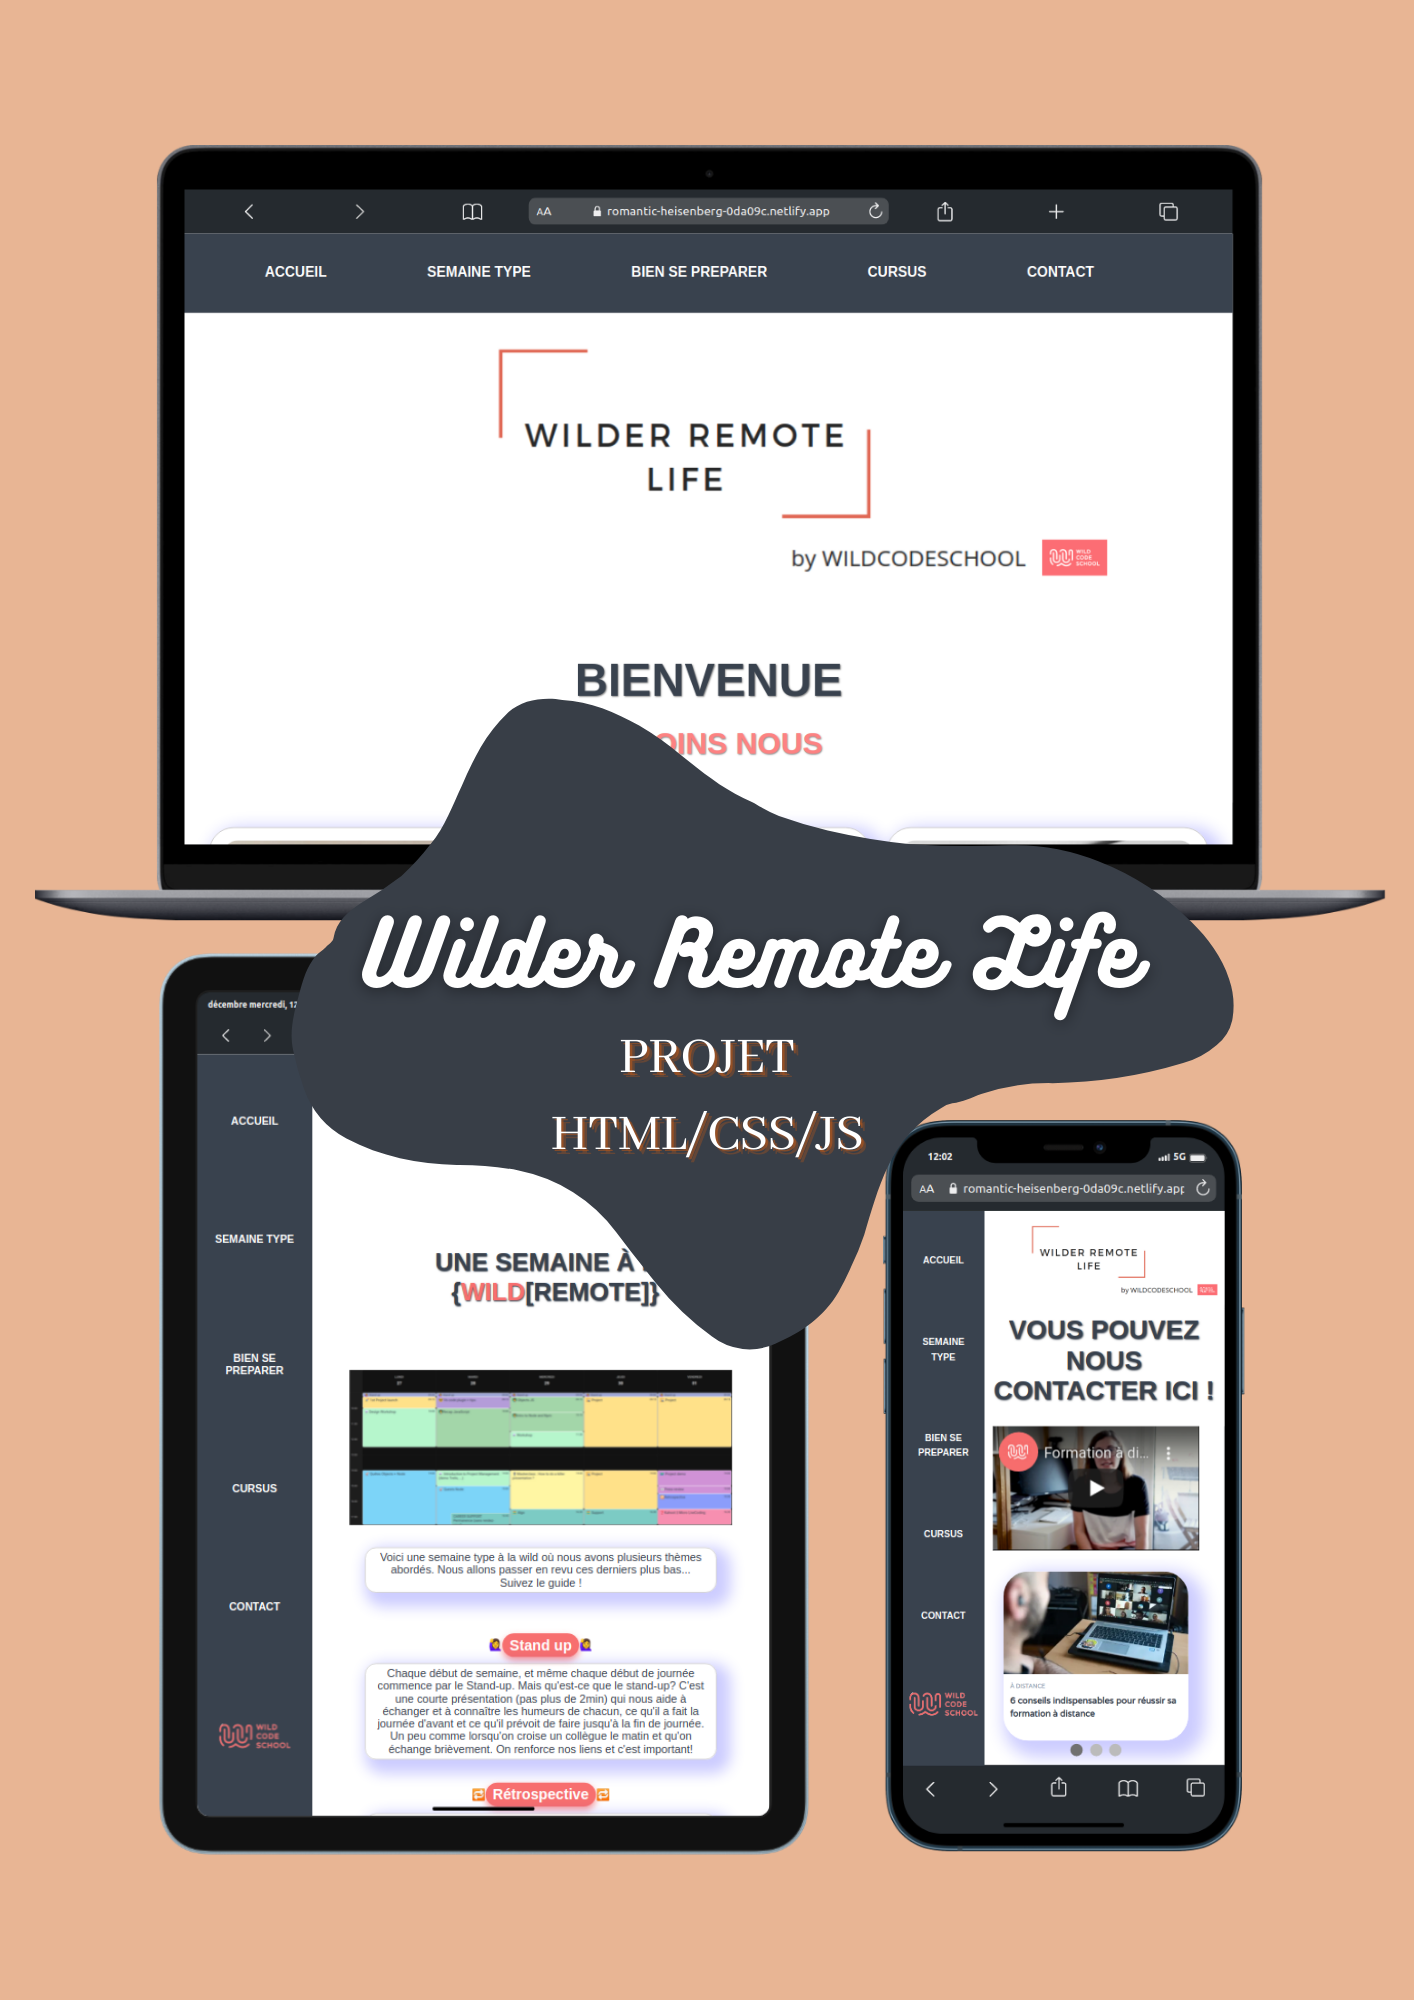 AA romantic-heisenberg-0da09c.netlify.app
ACCUEIL SEMAINE TYPE BIEN SE PREPARER CURSUS CONTACT
WILDER REMOTE
LIFE
by WILDCODESCHOOL
WILD
CODE
SCHOOL
BIENVENUE
OINS NOUS
Wilder Remote Life
PROJET
HTML/CSS/JS
décembre mercredi, 12
ACCUEIL
SEMAINE TYPE
BIEN SE
PREPARER
CURSUS
CONTACT
WILD
CODE
SCHOOL
UNE SEMAINE À
{WILD[REMOTE]}
Voici une semaine type à la wild où nous avons plusieurs thèmes
abordés. Nous allons passer en revu ces derniers plus bas...
Suivez le guide !
🙋‍♀️Stand up🙋‍♀️
Chaque début de semaine, et même chaque début de journée
commence par le Stand-up. Mais qu'est-ce que le stand-up? C'est
une courte présentation (pas plus de 2min) qui nous aide à
échanger et à connaître les humeurs de chacun, ce qu'il a fait la
journée d'avant et ce qu'il prévoit de faire jusqu'à la fin de journée.
Un peu comme lorsqu'on croise un collègue le matin et qu'on
échange brièvement. On renforce nos liens et c'est important!
🔁Rétrospective🔁
12:02 5G
AA romantic-heisenberg-0da09c.netlify.app
ACCUEIL
SEMAINE
TYPE
BIEN SE
PREPARER
CURSUS
CONTACT
WILD
CODE
SCHOOL
WILDER REMOTE
LIFE
by WILDCODESCHOOL
VOUS POUVEZ
NOUS
CONTACTER ICI !
Formation à di...
À DISTANCE
6 conseils indispensables pour réussir sa
formation à distance